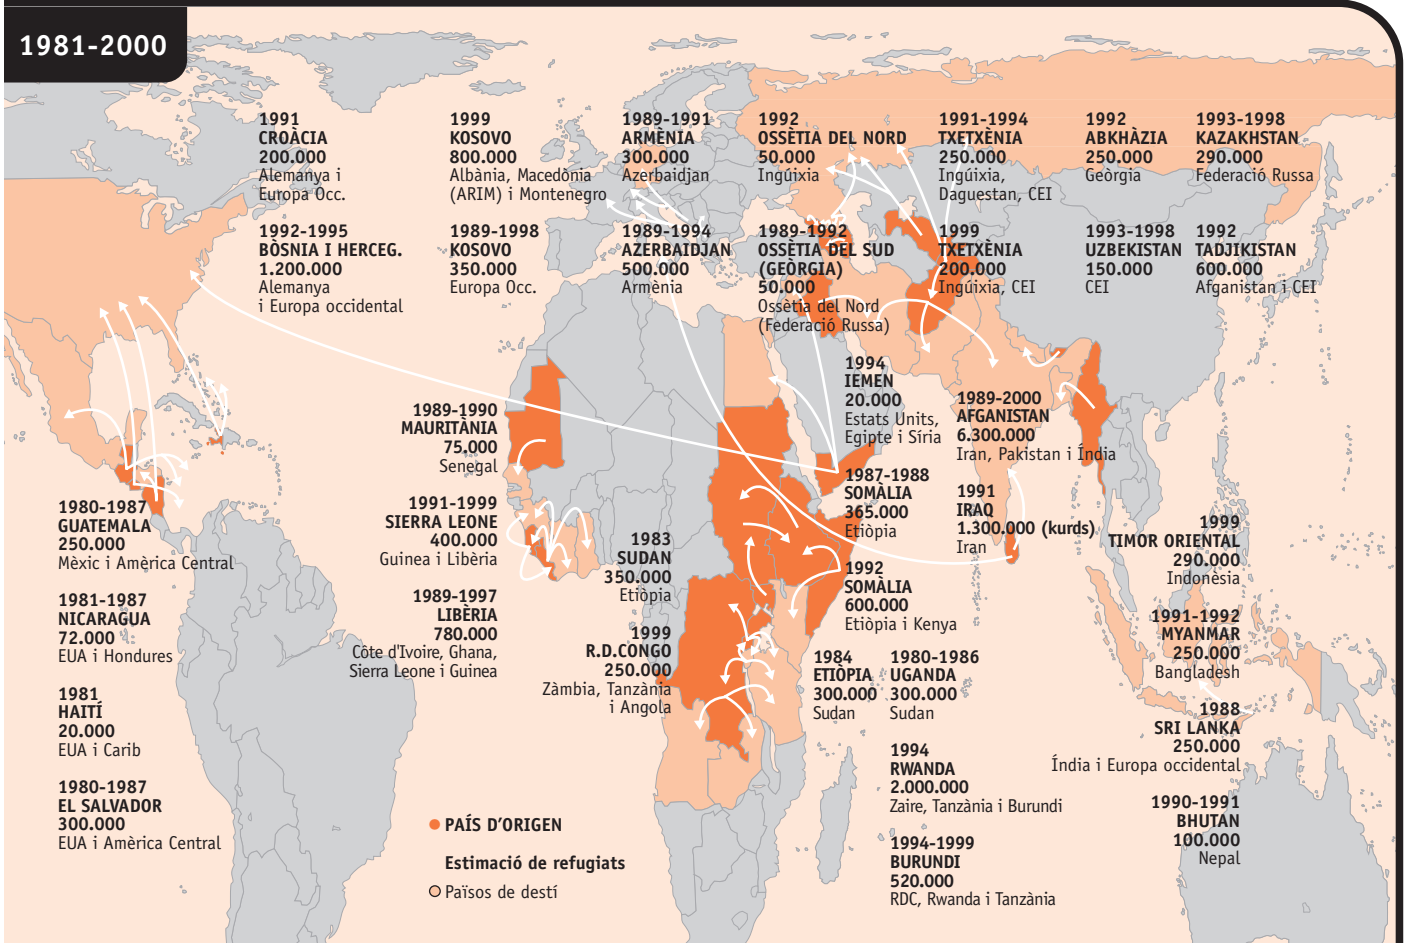 1981-2000
1991
CROÀCIA
200.000
Alemanya i
Europa Occ.
1999
KOSOVO
800.000
Albània, Macedònia
(ARIM) i Montenegro
1989-1991
ARMÈNIA
300.000
Azerbaidjan
1992
OSSÈTIA DEL NORD
50.000
Ingúixia
1991-1994
TXETXÈNIA
250.000
Ingúixia,
Daguestan, CEI
1992
ABKHÀZIA
250.000
Geòrgia
1993-1998
KAZAKHSTAN
290.000
Federació Russa
1992-1995
BÒSNIA I HERCEG.
1.200.000
Alemanya
i Europa occidental
1989-1998
KOSOVO
350.000
Europa Occ.
1989-1994
AZERBAIDJAN
500.000
Armènia
1989-1992
OSSÈTIA DEL SUD
(GEÒRGIA)
50.000
Ossètia del Nord
(Federació Russa)
1999
TXETXÈNIA
200.000
Ingúixia, CEI
1993-1998
UZBEKISTAN
150.000
CEI
1992
TADJIKISTAN
600.000
Afganistan i CEI
1994
IEMEN
20.000
Estats Units,
Egipte i Síria
1989-2000
AFGANISTAN
6.300.000
Iran, Pakistan i Índia
1989-1990
MAURITÀNIA
75.000
Senegal
1987-1988
SOMÀLIA
365.000
Etiòpia
1991
IRAQ
1.300.000 (kurds)
Iran
1980-1987
GUATEMALA
250.000
Mèxic i Amèrica Central
1991-1999
SIERRA LEONE
400.000
Guinea i Libèria
1983
SUDAN
350.000
Etiòpia
1992
SOMÀLIA
600.000
Etiòpia i Kenya
1999
TIMOR ORIENTAL
290.000
Indonèsia
1981-1987
NICARAGUA
72.000
EUA i Hondures
1989-1997
LIBÈRIA
780.000
Côte d'Ivoire, Ghana,
Sierra Leone i Guinea
1999
R.D.CONGO
250.000
Zàmbia, Tanzània
i Angola
1984
ETIÒPIA
300.000
Sudan
1980-1986
UGANDA
300.000
Sudan
1991-1992
MYANMAR
250.000
Bangladesh
1981
HAITÍ
20.000
EUA i Carib
1988
SRI LANKA
250.000
Índia i Europa occidental
1994
RWANDA
2.000.000
Zaire, Tanzània i Burundi
1980-1987
EL SALVADOR
300.000
EUA i Amèrica Central
1990-1991
BHUTAN
100.000
Nepal
1994-1999
BURUNDI
520.000
RDC, Rwanda i Tanzània
PAÍS D'ORIGEN
Estimació de refugiats
Països de destí